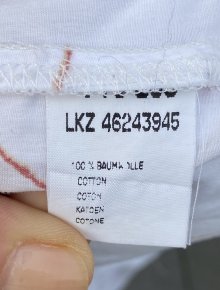 LKZ 46243945
100 % BAUMWOLLE
COTTON
COTON
KATOEN
COTONE